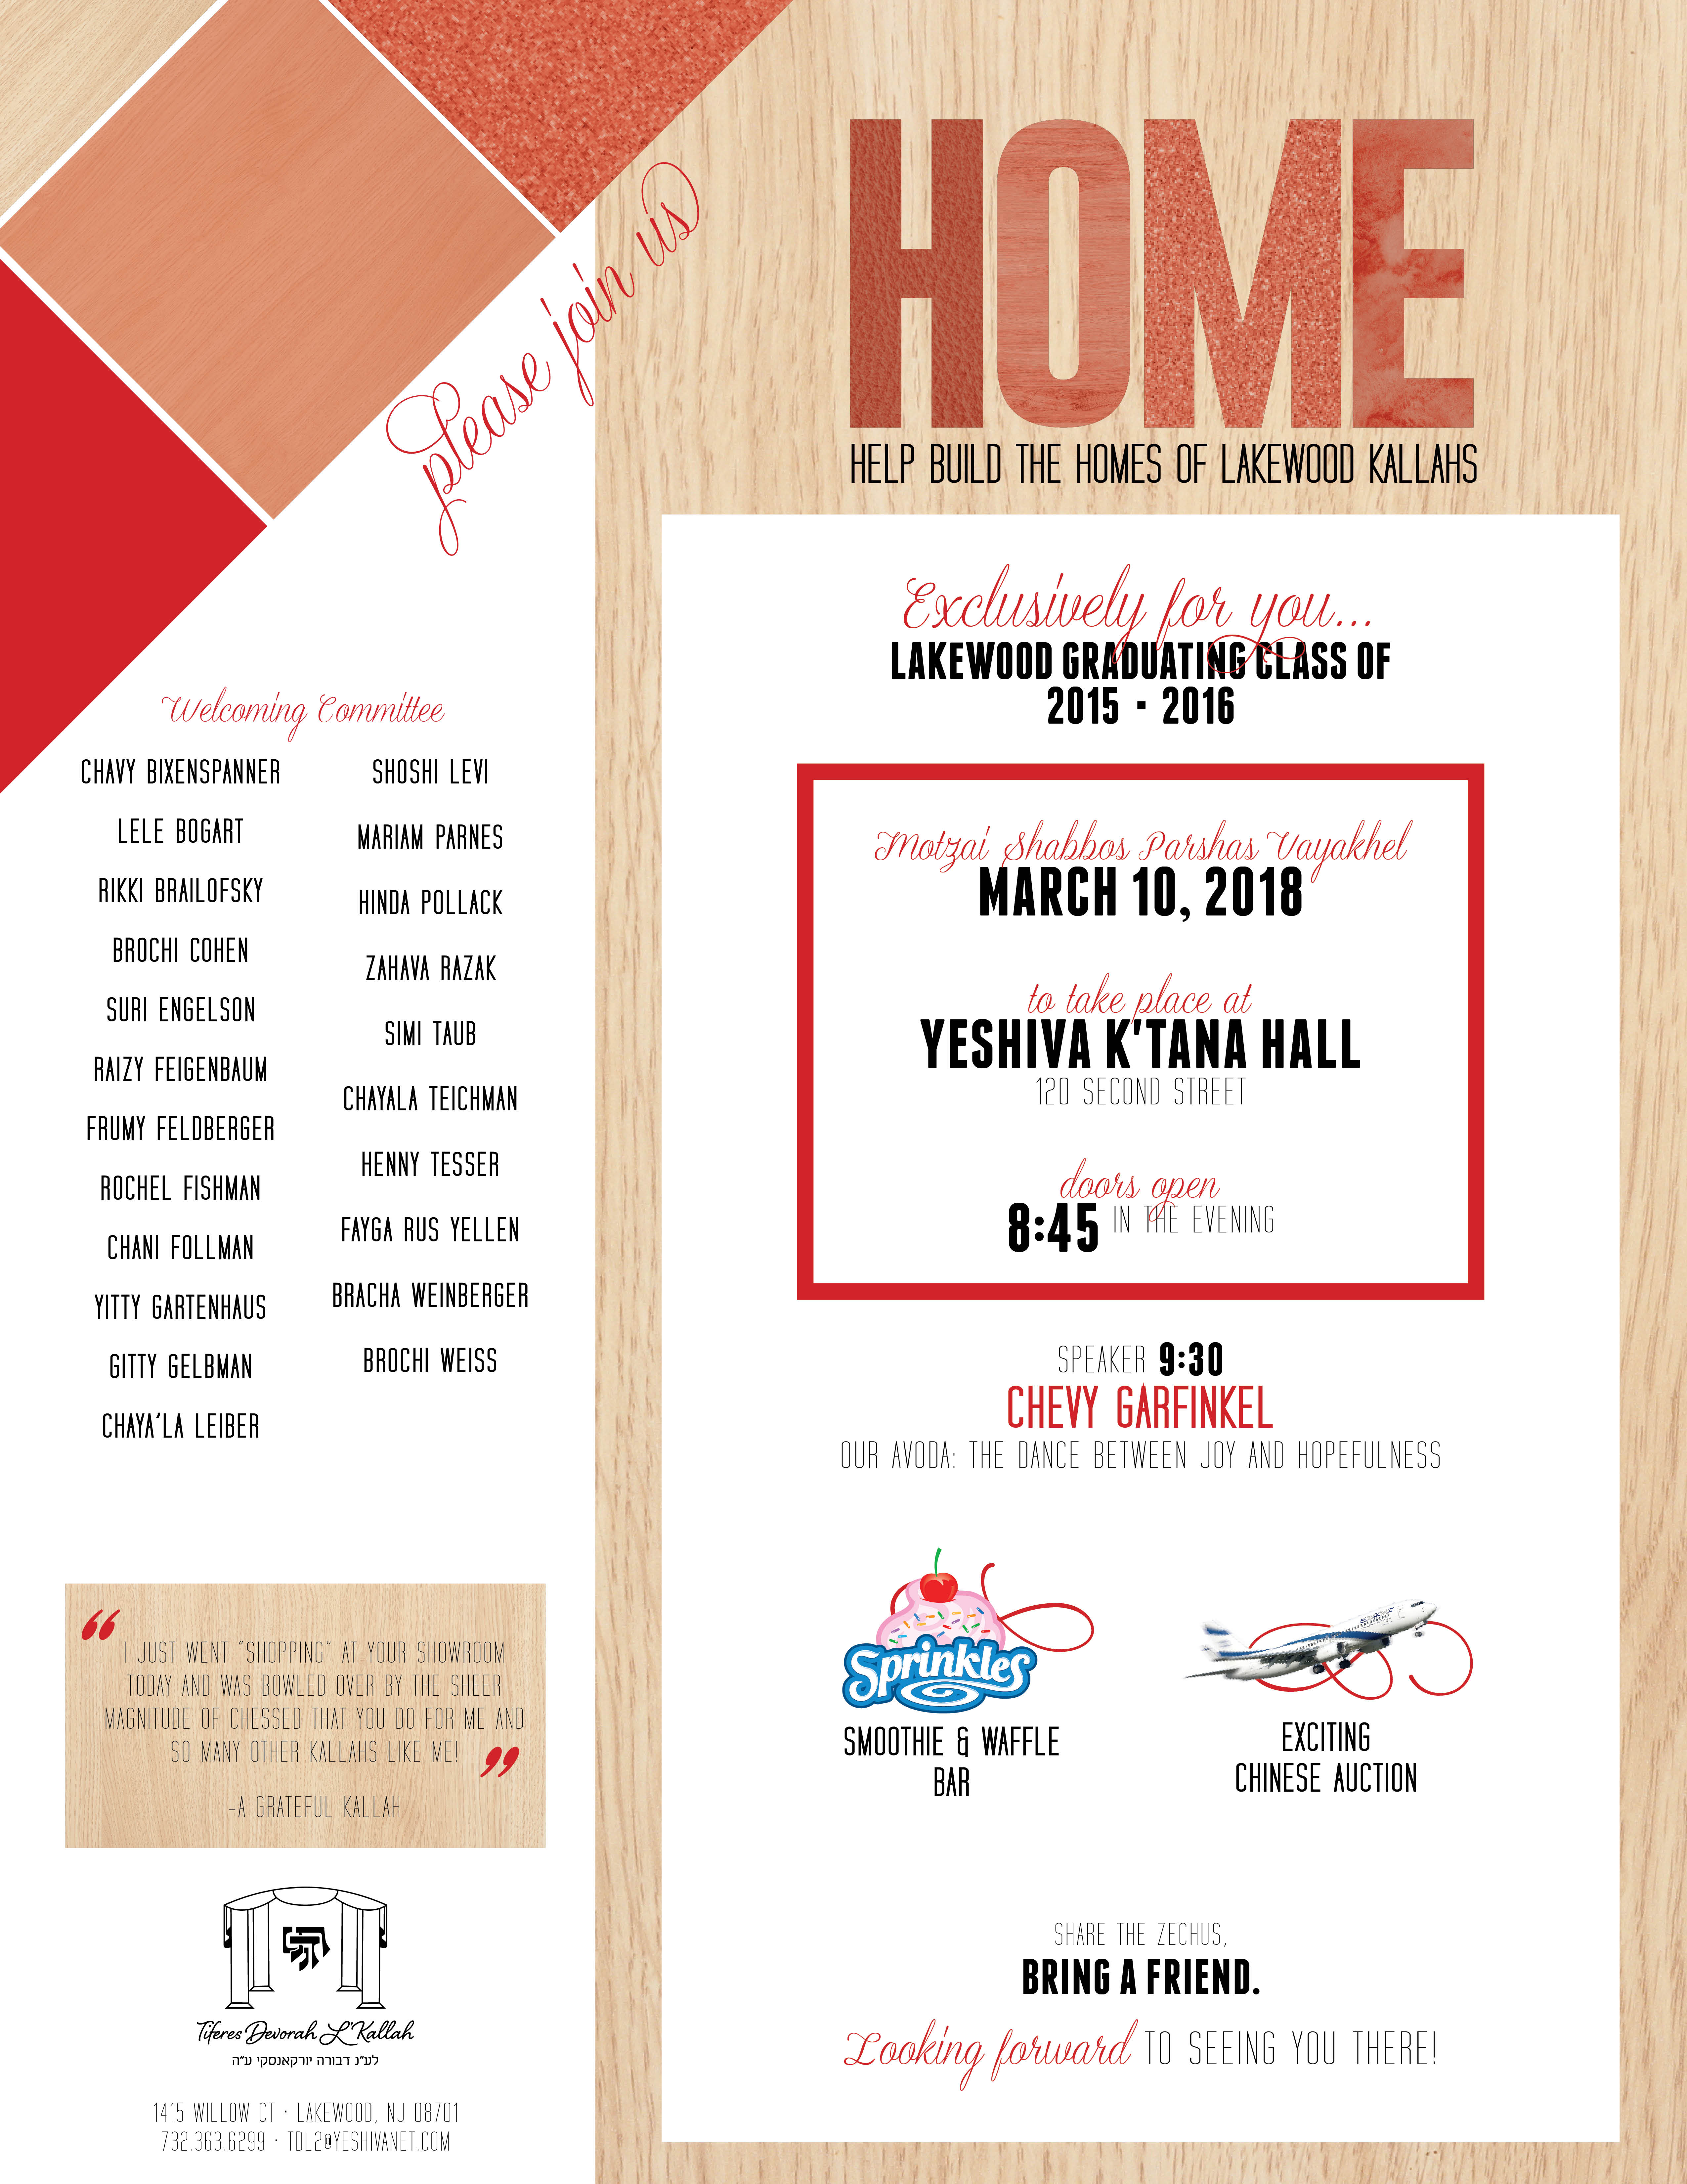 please join us
HOME
HELP BUILD THE HOMES OF LAKEWOOD KALLAHS
Exclusively for you...
LAKEWOOD GRADUATING CLASS OF
2015 · 2016
Motzai Shabbos Parshas Vayakhel
MARCH 10, 2018
to take place at
YESHIVA K'TANA HALL
120 SECOND STREET
doors open
8:45 IN THE EVENING
SPEAKER 9:30
CHEVY GARFINKEL
OUR AVODA: THE DANCE BETWEEN JOY AND HOPEFULNESS
Sprinkles
SMOOTHIE & WAFFLE
BAR
EXCITING
CHINESE AUCTION
SHARE THE ZECHUS,
BRING A FRIEND.
Looking forward TO SEEING YOU THERE!
Welcoming Committee
CHAVY BIXENSPANNER
LELE BOGART
RIKKI BRAILOFSKY
BROCHI COHEN
SURI ENGELSON
RAIZY FEIGENBAUM
FRUMY FELDBERGER
ROCHEL FISHMAN
CHANI FOLLMAN
YITTY GARTENHAUS
GITTY GELBMAN
CHAYA'LA LEIBER
SHOSHI LEVI
MARIAM PARNES
HINDA POLLACK
ZAHAVA RAZAK
SIMI TAUB
CHAYALA TEICHMAN
HENNY TESSER
FAYGA RUS YELLEN
BRACHA WEINBERGER
BROCHI WEISS
“I JUST WENT "SHOPPING" AT YOUR SHOWROOM
TODAY AND WAS BOWLED OVER BY THE SHEER
MAGNITUDE OF CHESSED THAT YOU DO FOR ME AND
SO MANY OTHER KALLAHS LIKE ME!”
-A GRATEFUL KALLAH
Tiferes Devorah L'Kallah
לע"נ דבורה יורקאנסקי ע"ה
1415 WILLOW CT · LAKEWOOD, NJ 08701
732.363.6299 · TDL2@YESHIVANET.COM